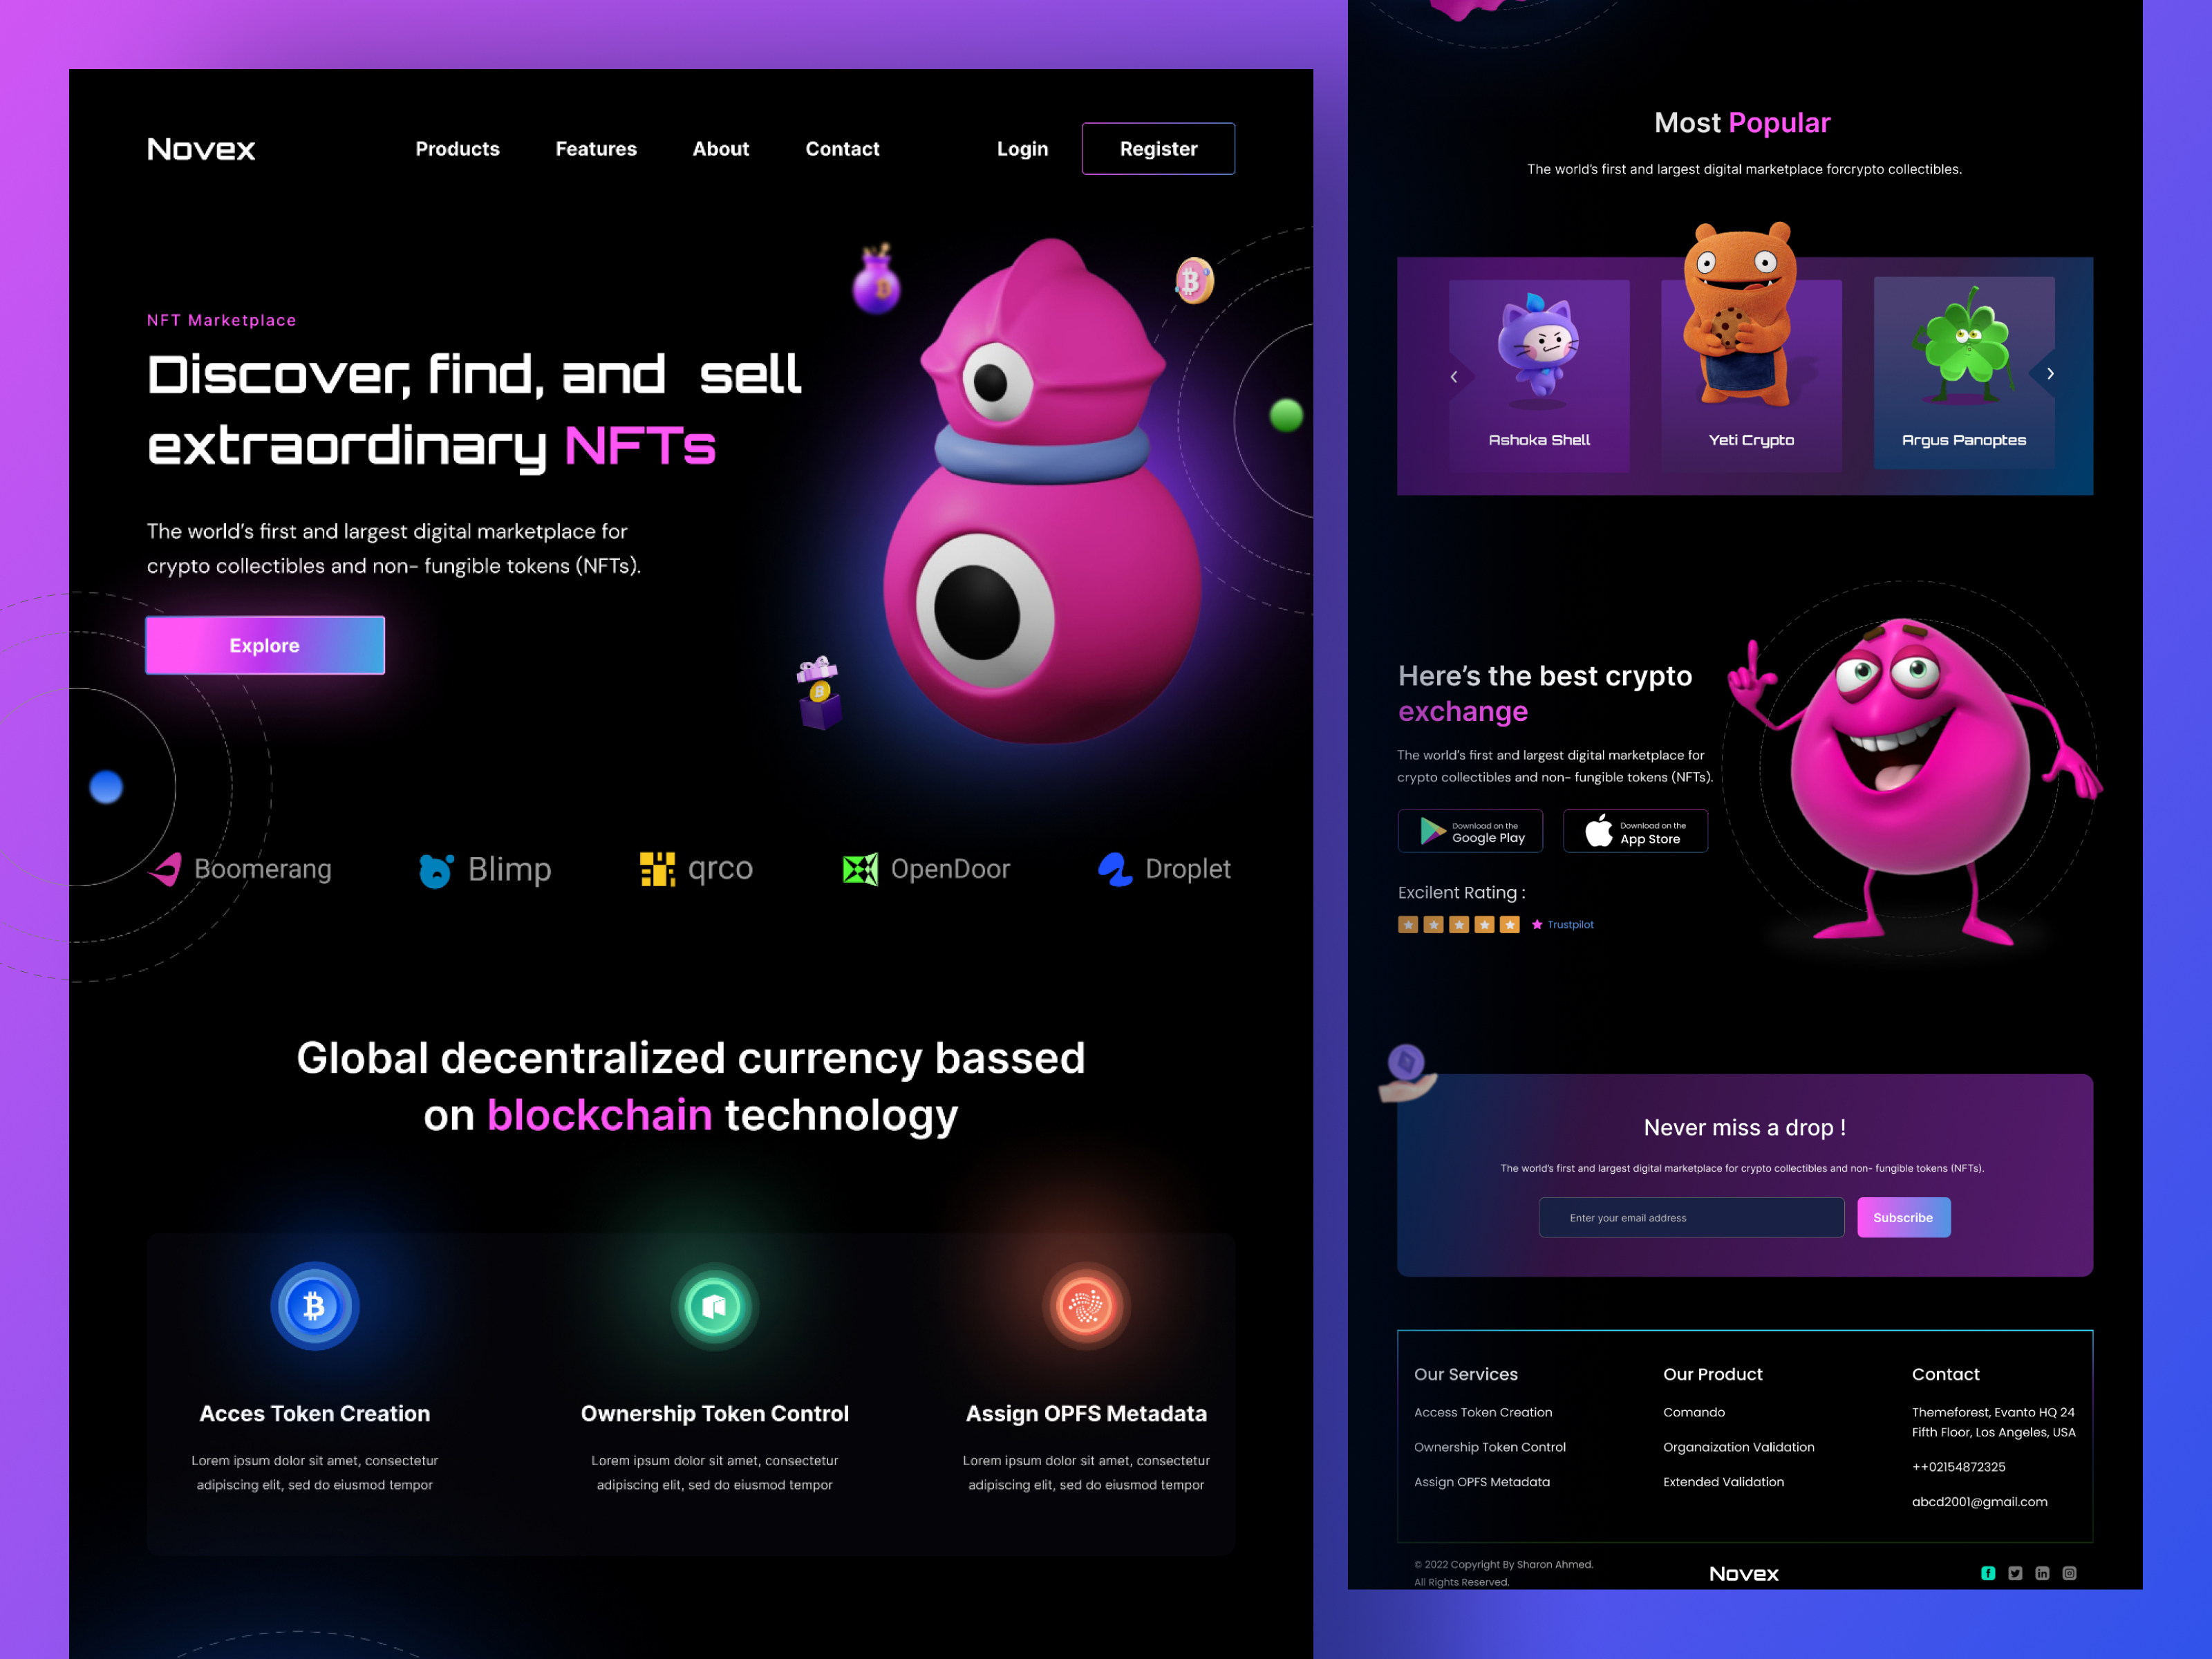 Novex
Products
Features
About
Contact
Login
Register
NFT Marketplace
Discover, find, and sell
extraordinary NFTs
The world's first and largest digital marketplace for
crypto collectibles and non- fungible tokens (NFTs).
Explore
Boomerang
Blimp
qrco
OpenDoor
Droplet
Global decentralized currency bassed
on blockchain technology
Acces Token Creation
Lorem ipsum dolor sit amet, consectetur
adipiscing elit, sed do eiusmod tempor
Ownership Token Control
Lorem ipsum dolor sit amet, consectetur
adipiscing elit, sed do eiusmod tempor
Assign OPFS Metadata
Lorem ipsum dolor sit amet, consectetur
adipiscing elit, sed do eiusmod tempor
Most Popular
The world's first and largest digital marketplace forcrypto collectibles.
Ashoka Shell
Yeti Crypto
Argus Panoptes
Here's the best crypto
exchange
The world's first and largest digital marketplace for
crypto collectibles and non- fungible tokens (NFTs).
Download on the
Google Play
Download on the
App Store
Excilent Rating :
Trustpilot
Never miss a drop !
The world's first and largest digital marketplace for crypto collectibles and non- fungible tokens (NFTs).
Enter your email address
Subscribe
Our Services
Access Token Creation
Ownership Token Control
Assign OPFS Metadata
Our Product
Comando
Organaization Validation
Extended Validation
Contact
Themeforest, Evanto HQ 24
Fifth Floor, Los Angeles, USA
++02154872325
abcd2001@gmail.com
© 2022 Copyright By Sharon Ahmed.
All Rights Reserved.
Novex